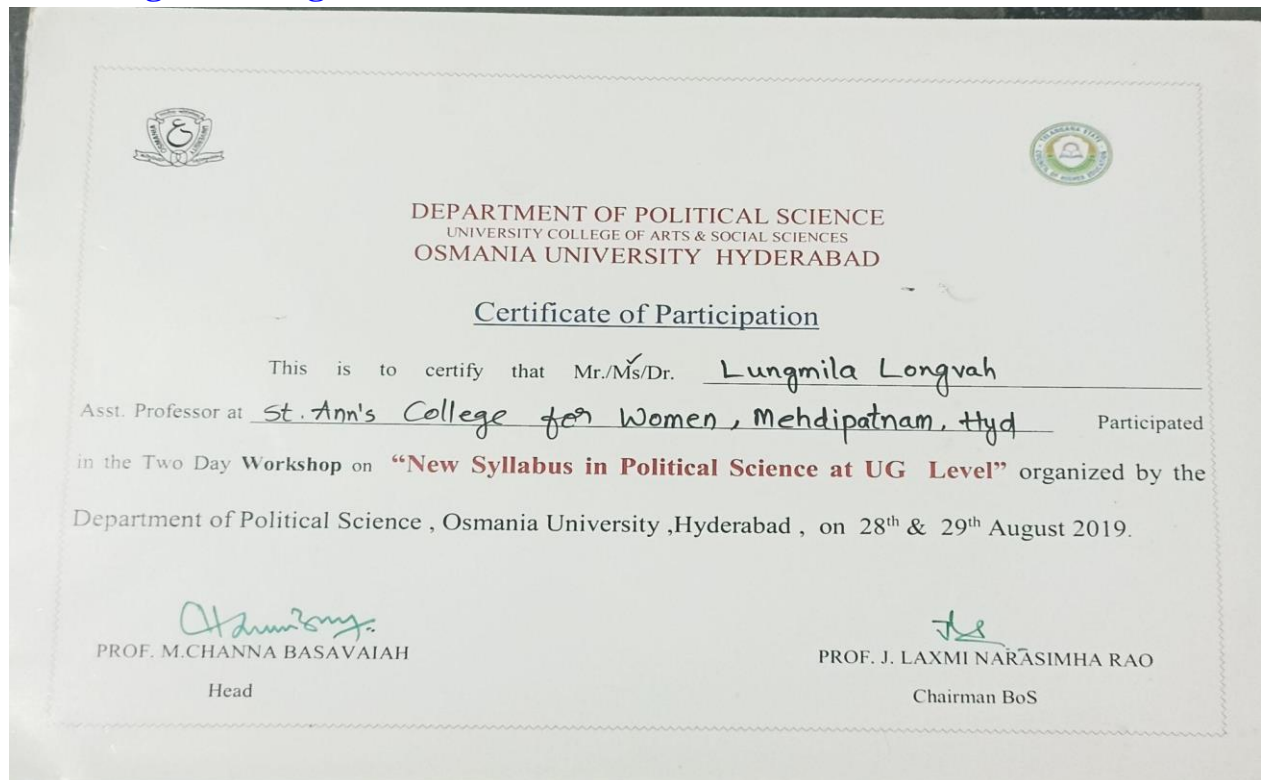 DEPARTMENT OF POLITICAL SCIENCE
UNIVERSITY COLLEGE OF ARTS & SOCIAL SCIENCES
OSMANIA UNIVERSITY HYDERABAD
Certificate of Participation
This is to certify that Mr./Ms/Dr. Lungmila Longvah
Asst. Professor at St. Ann's College for Women, Mehdipatnam, Hyd Participated
in the Two Day Workshop on “New Syllabus in Political Science at UG Level” organized by the
Department of Political Science , Osmania University ,Hyderabad , on 28th & 29th August 2019.
PROF. M.CHANNA BASAVAIAH
Head
PROF. J. LAXMI NARASIMHA RAO
Chairman BoS